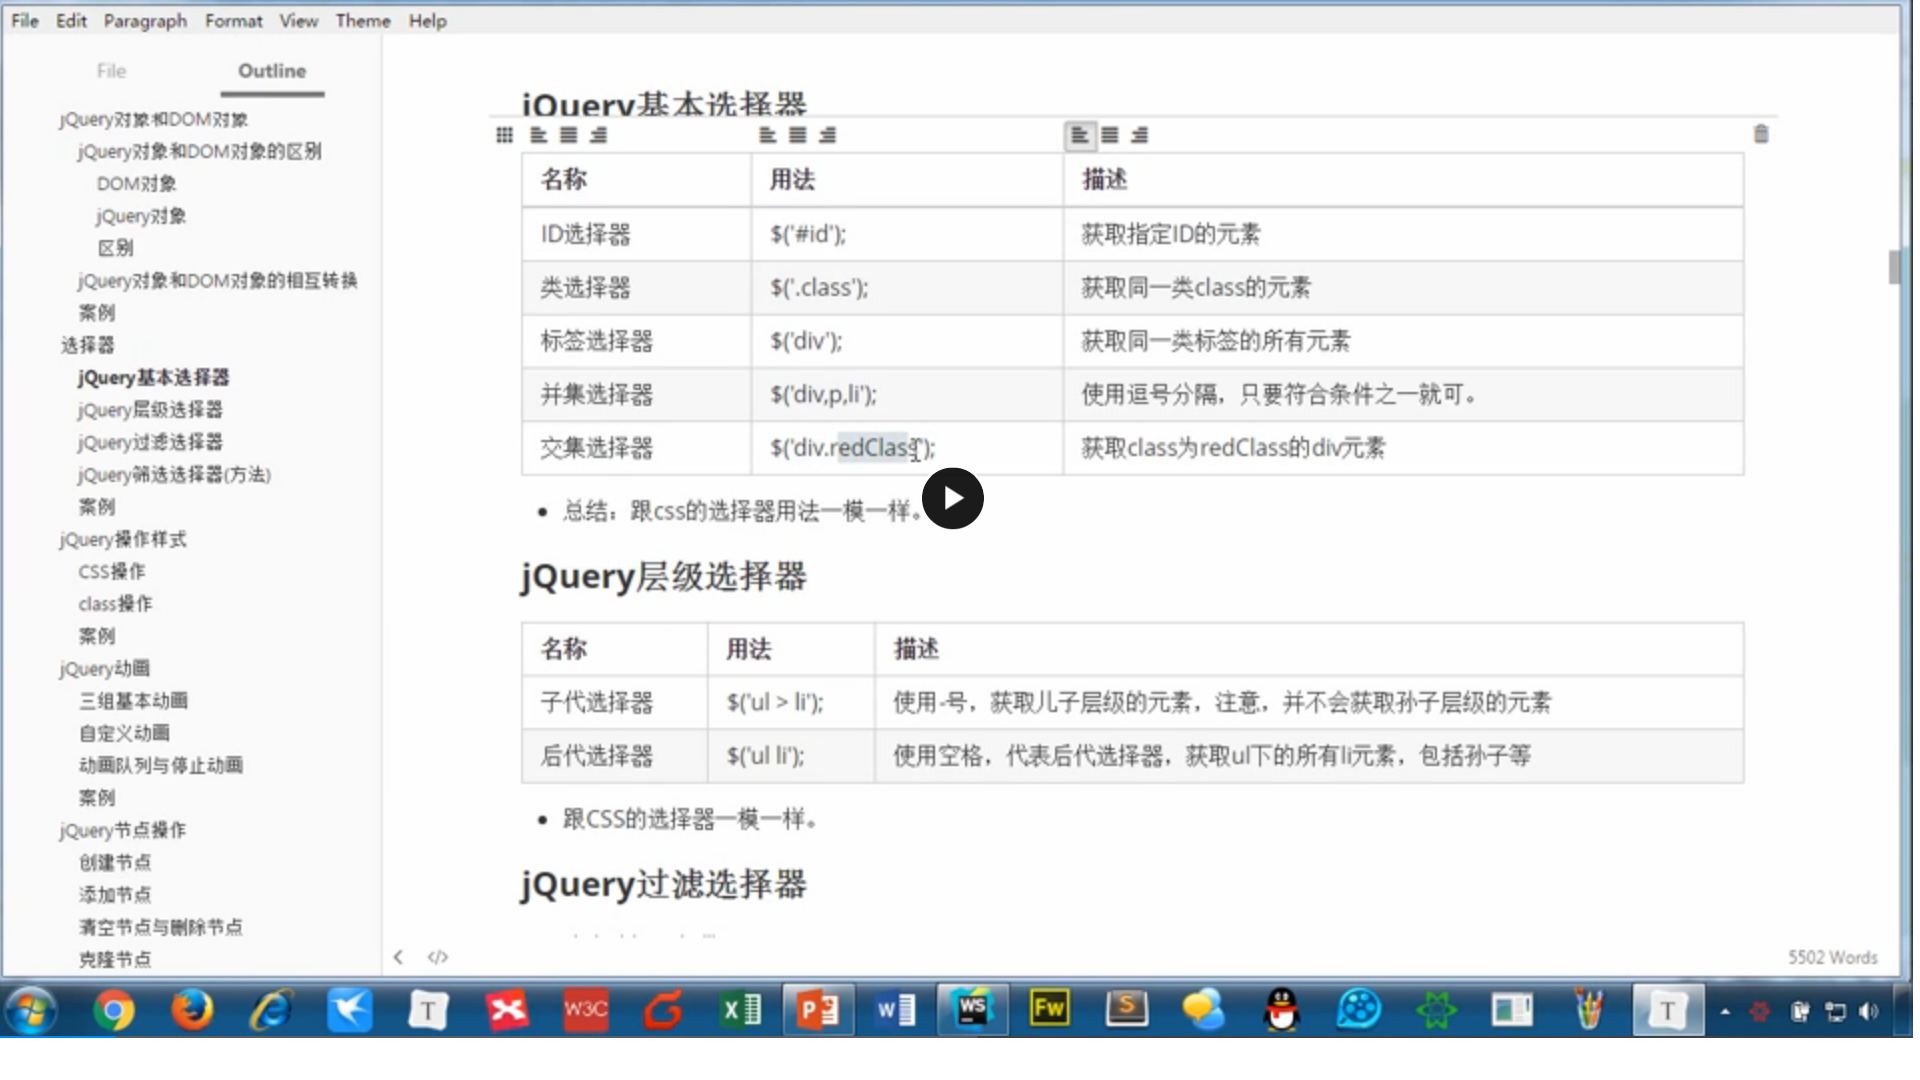 File Edit Paragraph Format View Theme Help
File Outline
jQuery对象和DOM对象
jQuery对象和DOM对象的区别
DOM对象
jQuery对象
区别
jQuery对象和DOM对象的相互转换
案例
选择器
jQuery基本选择器
jQuery层级选择器
jQuery过滤选择器
jQuery筛选选择器(方法)
案例
jQuery操作样式
CSS操作
class操作
案例
jQuery动画
三组基本动画
自定义动画
动画队列与停止动画
案例
jQuery节点操作
创建节点
添加节点
清空节点与删除节点
克隆节点
jQuery基本选择器
名称 用法 描述
ID选择器 $('#id'); 获取指定ID的元素
类选择器 $('.class'); 获取同一类class的元素
标签选择器 $('div'); 获取同一类标签的所有元素
并集选择器 $('div,p,li'); 使用逗号分隔，只要符合条件之一就可。
交集选择器 $('div.redClass'); 获取class为redClass的div元素
• 总结：跟css的选择器用法一模一样。
jQuery层级选择器
名称 用法 描述
子代选择器 $('ul > li'); 使用-号，获取儿子层级的元素，注意，并不会获取孙子层级的元素
后代选择器 $('ul li'); 使用空格，代表后代选择器，获取ul下的所有li元素，包括孙子等
• 跟CSS的选择器一模一样。
jQuery过滤选择器
</> 5502 Words
T W3C X P W WS Fw S T